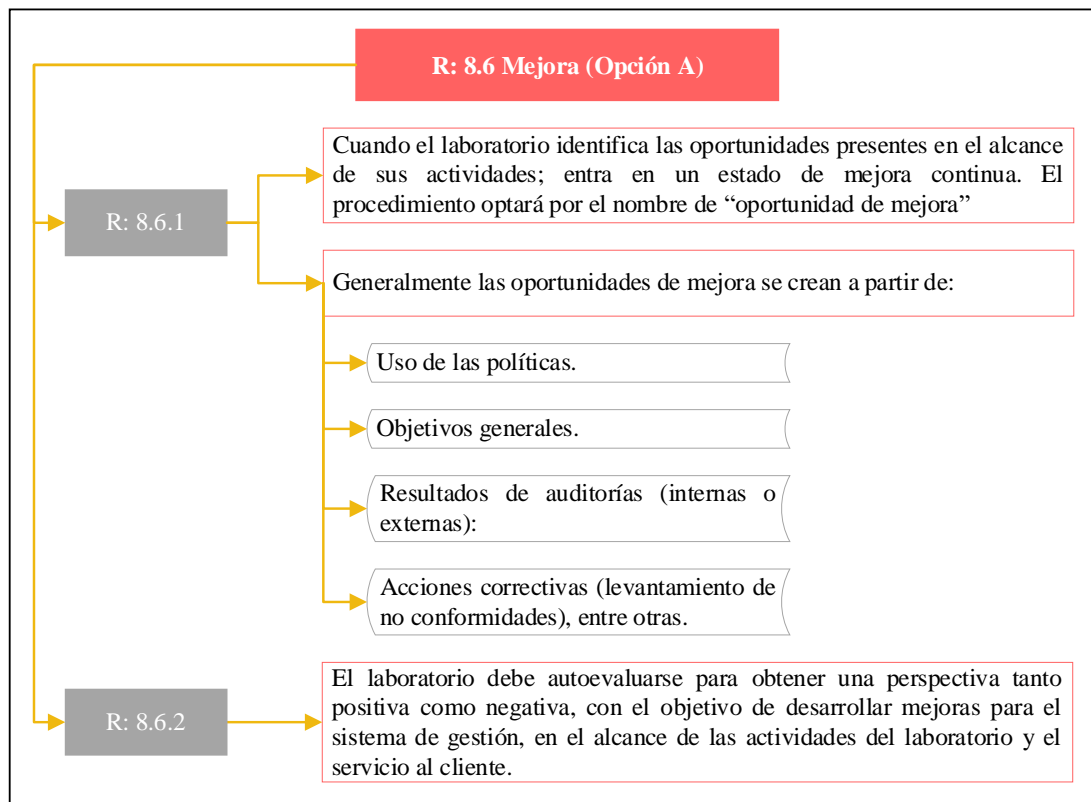 R: 8.6 Mejora (Opción A)
R: 8.6.1
Cuando el laboratorio identifica las oportunidades presentes en el alcance
de sus actividades; entra en un estado de mejora continua. El
procedimiento optará por el nombre de “oportunidad de mejora”
Generalmente las oportunidades de mejora se crean a partir de:
Uso de las políticas.
Objetivos generales.
Resultados de auditorías (internas o
externas):
Acciones correctivas (levantamiento de
no conformidades), entre otras.
R: 8.6.2
El laboratorio debe autoevaluarse para obtener una perspectiva tanto
positiva como negativa, con el objetivo de desarrollar mejoras para el
sistema de gestión, en el alcance de las actividades del laboratorio y el
servicio al cliente.